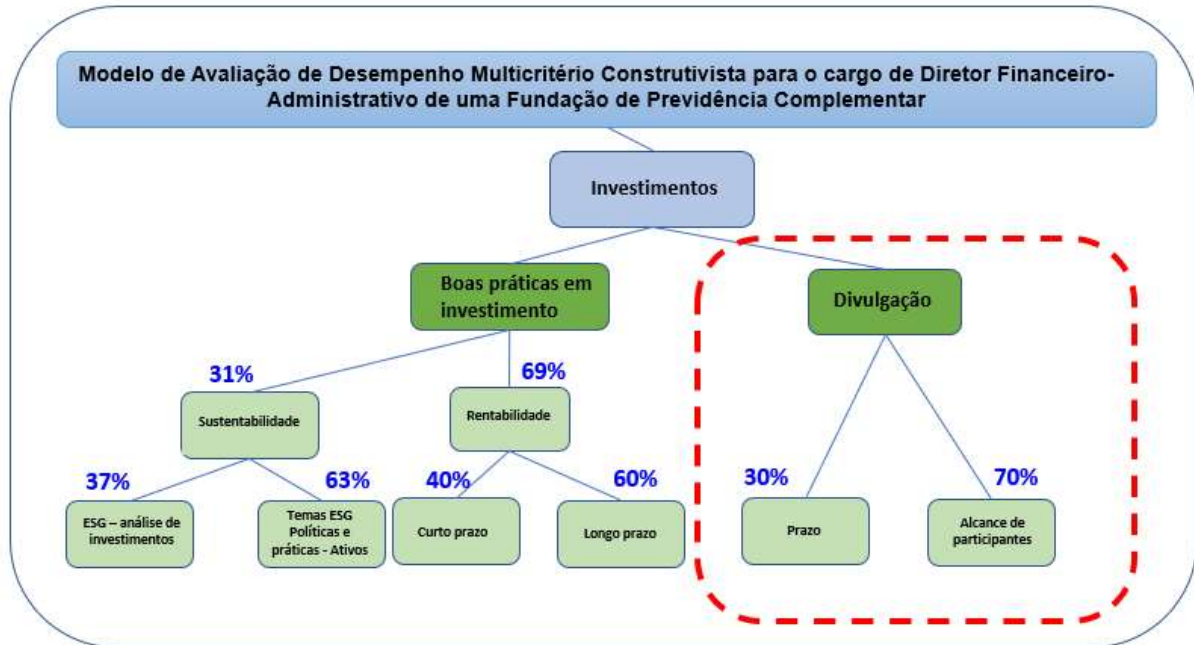 Modelo de Avaliação de Desempenho Multicritério Construtivista para o cargo de Diretor Financeiro-
Administrativo de uma Fundação de Previdência Complementar
Investimentos
Boas práticas em
investimento
Divulgação
31%
69%
Sustentabilidade
Rentabilidade
37%
63%
40%
60%
30%
70%
ESG – análise de
investimentos
Temas ESG
Políticas e
práticas - Ativos
Curto prazo
Longo prazo
Prazo
Alcance de
participantes